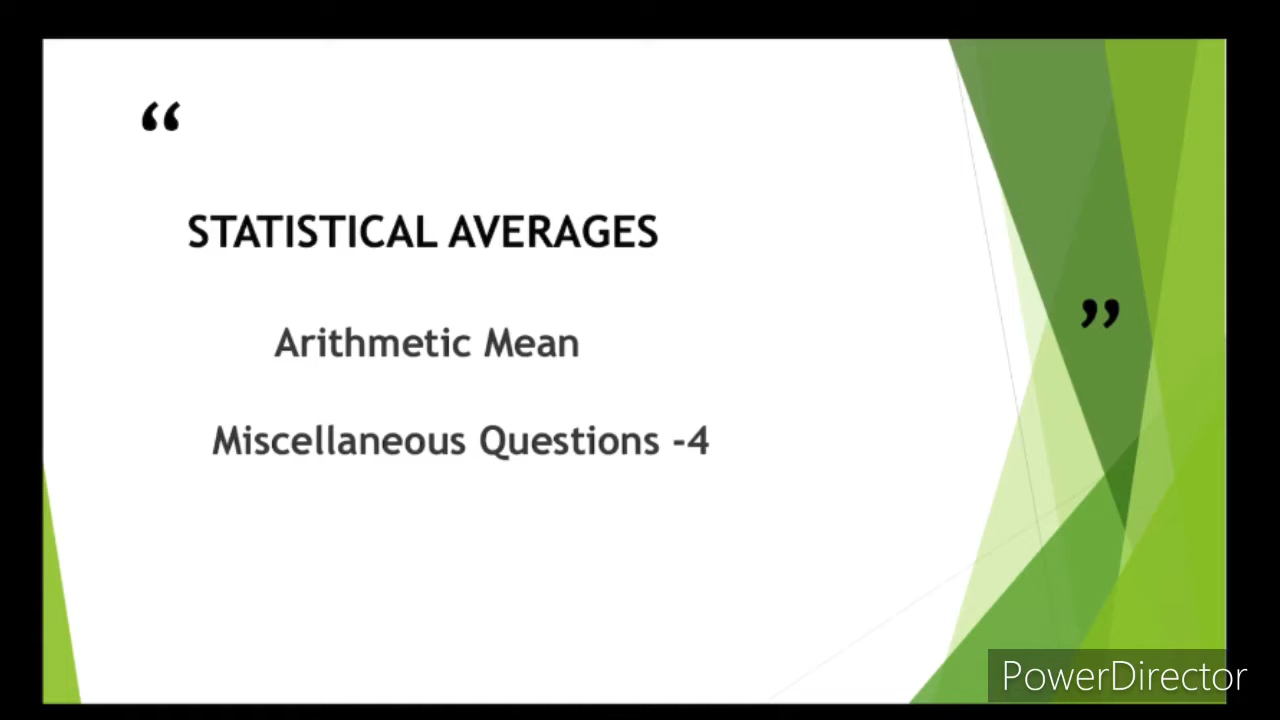 “
STATISTICAL AVERAGES
Arithmetic Mean
”
Miscellaneous Questions -4
PowerDirector